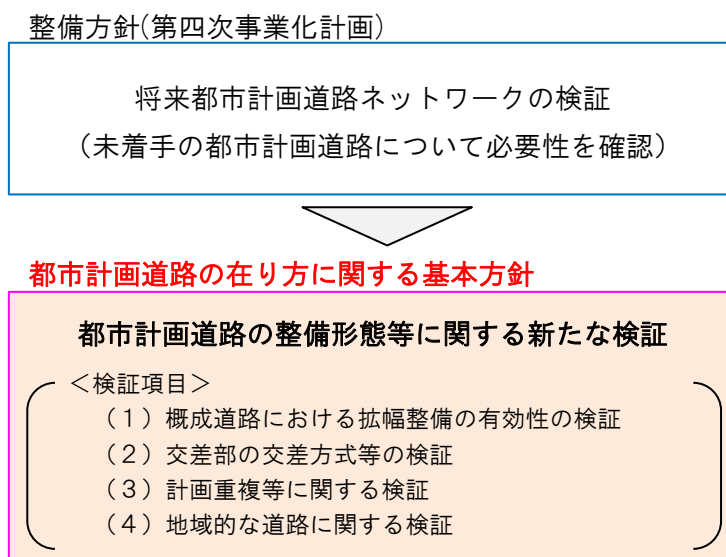 整備方針(第四次事業化計画)
将来都市計画道路ネットワークの検証
（未着手の都市計画道路について必要性を確認）
都市計画道路の在り方に関する基本方針
都市計画道路の整備形態等に関する新たな検証
＜検証項目＞
（１）概成道路における拡幅整備の有効性の検証
（２）交差部の交差方式等の検証
（３）計画重複等に関する検証
（４）地域的な道路に関する検証